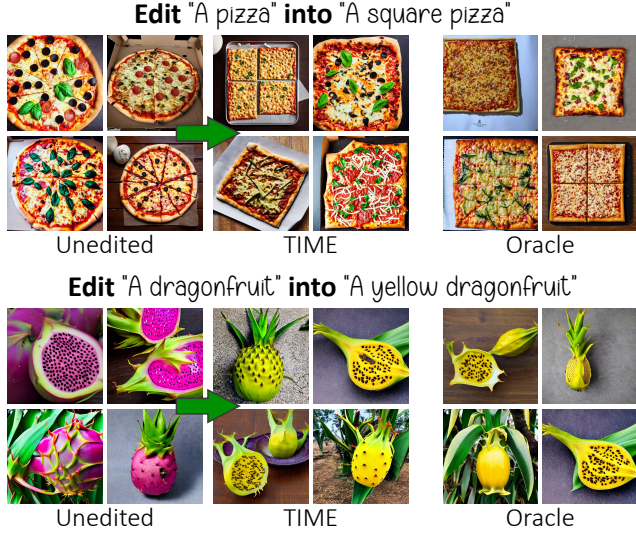 Edit "A pizza" into "A square pizza"
Unedited TIME Oracle
Edit "A dragonfruit" into "A yellow dragonfruit"
Unedited TIME Oracle